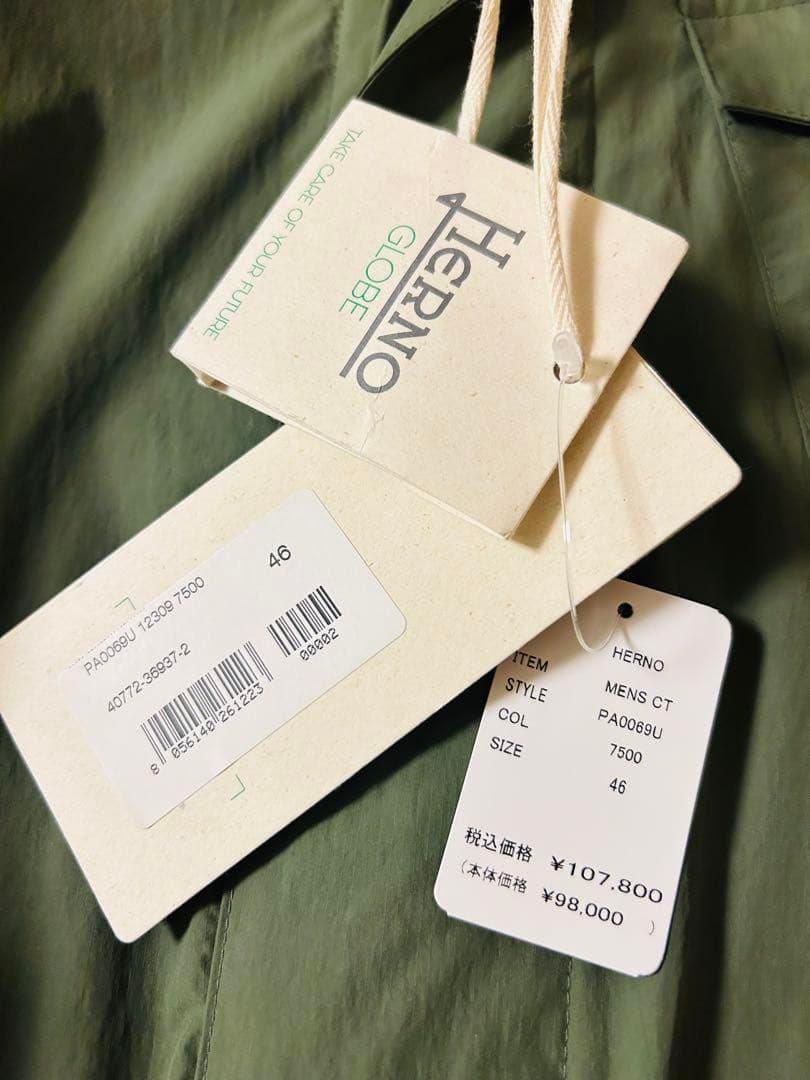 HERNO
GLOBE
TAKE CARE OF YOUR FUTURE
PA0069U 12309 7500
46
40772-36937-2
8 056140 261223
00002
HERNO
ITEM MENS CT
STYLE PA0069U
COL 7500
SIZE 46
税込価格 ¥107,800
(本体価格 ¥98,000 )